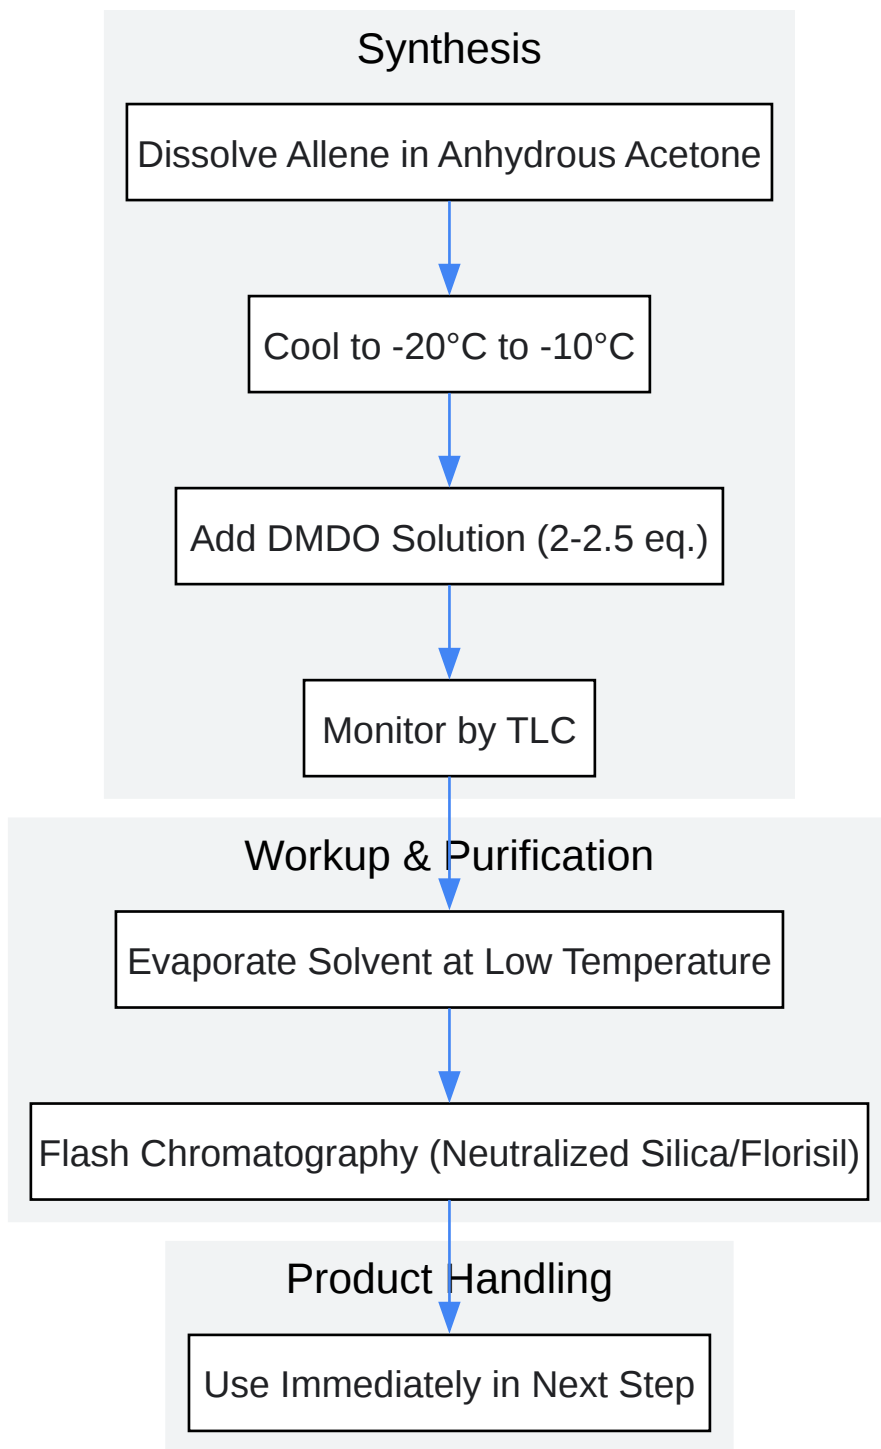 Synthesis
Dissolve Allene in Anhydrous Acetone
Cool to -20°C to -10°C
Add DMDO Solution (2-2.5 eq.)
Monitor by TLC
Workup & Purification
Evaporate Solvent at Low Temperature
Flash Chromatography (Neutralized Silica/Florisil)
Product Handling
Use Immediately in Next Step